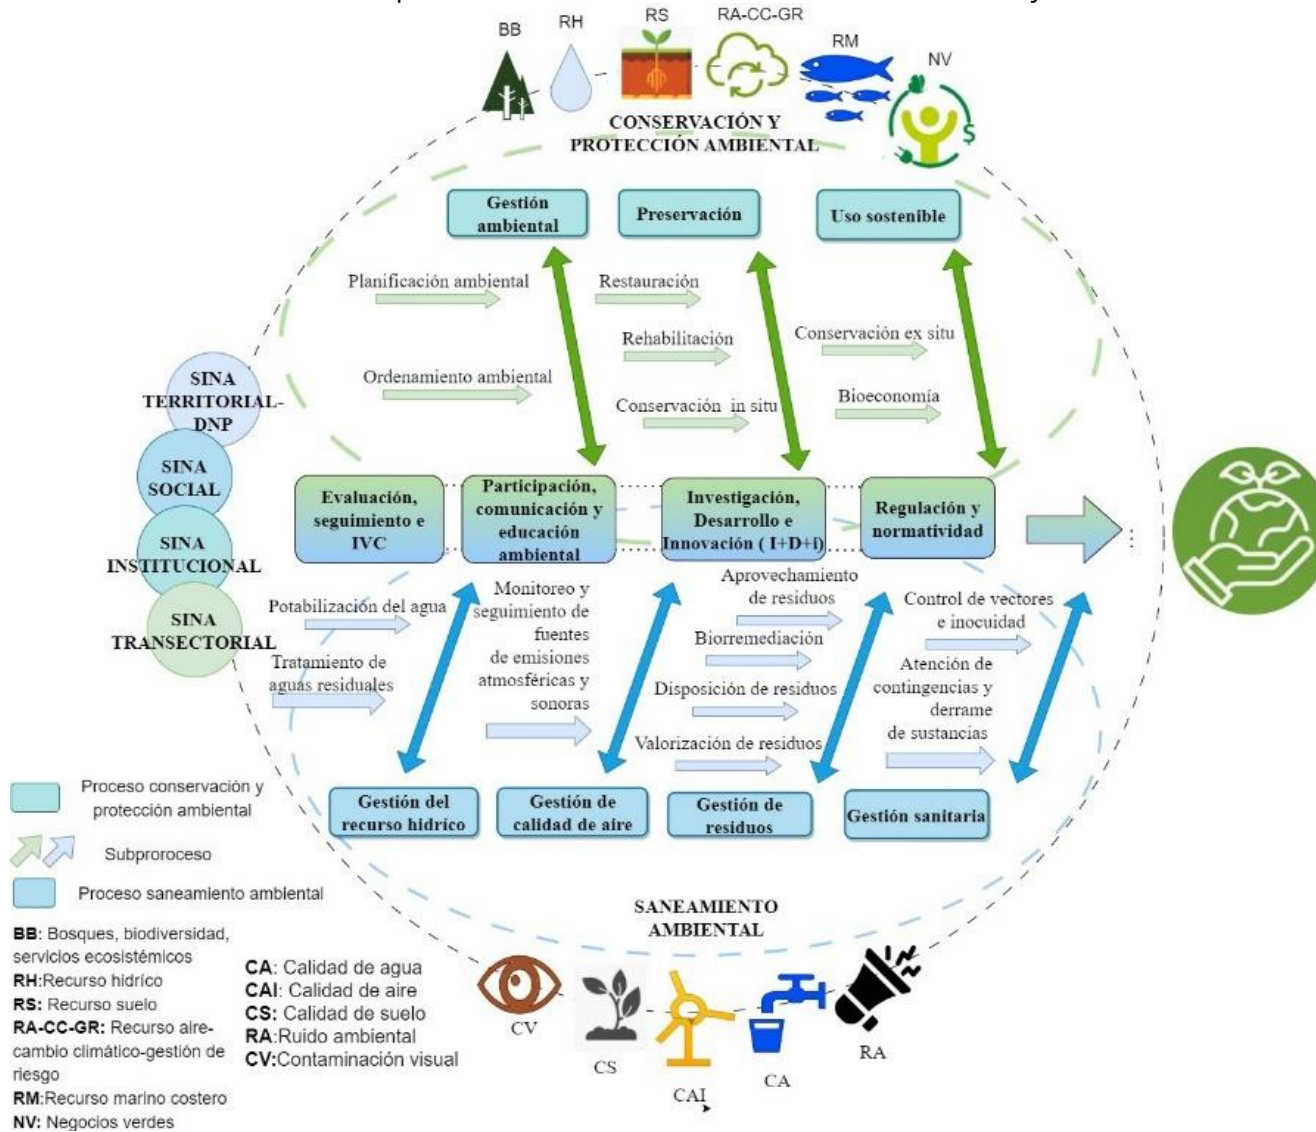 BB
RH
RS
RA-CC-GR
RM
NV
CONSERVACIÓN Y
PROTECCIÓN AMBIENTAL
Gestión
ambiental
Preservación
Uso sostenible
Planificación ambiental
Restauración
Rehabilitación
Conservación ex situ
Ordenamiento ambiental
Conservación in situ
Bioeconomía
SINA
TERRITORIAL-
DNP
SINA
SOCIAL
SINA
INSTITUCIONAL
SINA
TRANSECTORIAL
Evaluación,
seguimiento e
IVC
Participación,
comunicación y
educación
ambiental
Investigación,
Desarrollo e
Innovación ( I+D+i)
Regulación y
normatividad
Potabilización del agua
Tratamiento de
aguas residuales
Monitoreo y
seguimiento de
fuentes
de emisiones
atmosféricas y
sonoras
Aprovechamiento
de residuos
Biorremediación
Disposición de residuos
Valorización de residuos
Control de vectores
e inocuidad
Atención de
contingencias y
derrame
de sustancias
Gestión del
recurso hidríco
Gestión de
calidad de aire
Gestión de
residuos
Gestión sanitaria
SANEAMIENTO
AMBIENTAL
CV
CS
CAI
CA
RA
Proceso conservación y
protección ambiental
Subproroceso
Proceso saneamiento ambiental
BB: Bosques, biodiversidad,
servicios ecosistémicos
RH:Recurso hidríco
RS: Recurso suelo
RA-CC-GR: Recurso aire-
cambio climático-gestión de
riesgo
RM:Recurso marino costero
NV: Negocios verdes
CA: Calidad de agua
CAI: Calidad de aire
CS: Calidad de suelo
RA:Ruido ambiental
CV:Contaminación visual